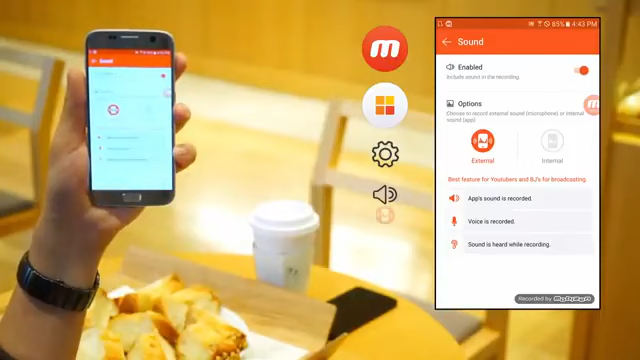 85% 4:43 PM
Sound
Enabled
Include sound in the recording.
Options
Choose to record external sound (microphone) or internal
sound (app)
External
Internal
Best feature for Youtubers and BJ's for broadcasting.
App's sound is recorded.
Voice is recorded.
Sound is heard while recording.
Recorded by Mobizen
Sound
m
m